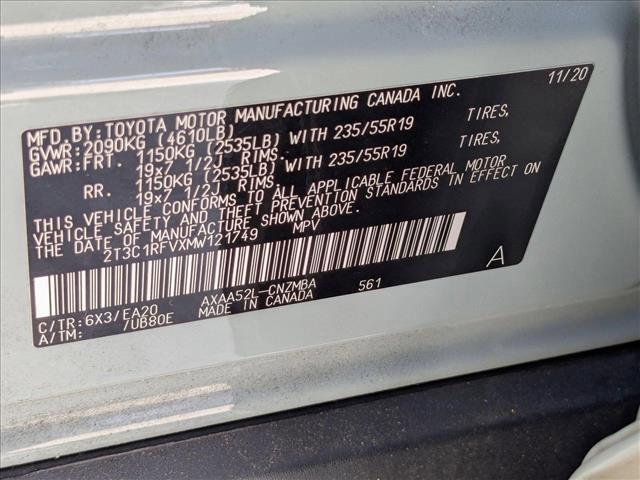 11/20
MFD.BY:TOYOTA MOTOR MANUFACTURING CANADA INC.
GVWR:2090KG (4610LB)
GAWR:FRT. 1150KG (2535LB) WITH 235/55R19 TIRES,
19x7 1/2J RIMS.
RR. 1150KG (2535LB) WITH 235/55R19 TIRES,
19x7 1/2J RIMS.
THIS VEHICLE CONFORMS TO ALL APPLICABLE FEDERAL MOTOR
VEHICLE SAFETY AND THEFT PREVENTION STANDARDS IN EFFECT ON
THE DATE OF MANUFACTURE SHOWN ABOVE.
2T3C1RFVXMW121749 MPV
A
C/TR:6X3/EA20 AXAA52L-CNZMBA 561
A/TM: 7UB80E MADE IN CANADA